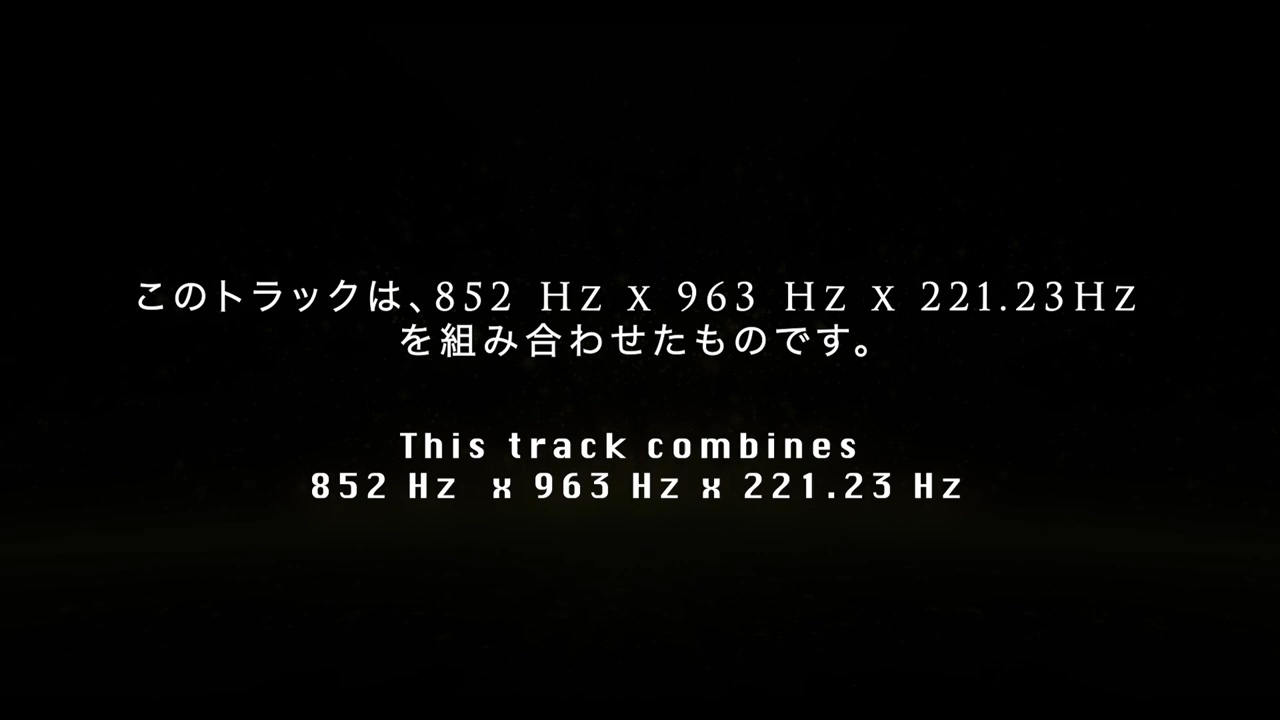 このトラックは、852 Hz x 963 Hz x 221.23Hz
を組み合わせたものです。
This track combines
852 Hz x 963 Hz x 221.23 Hz